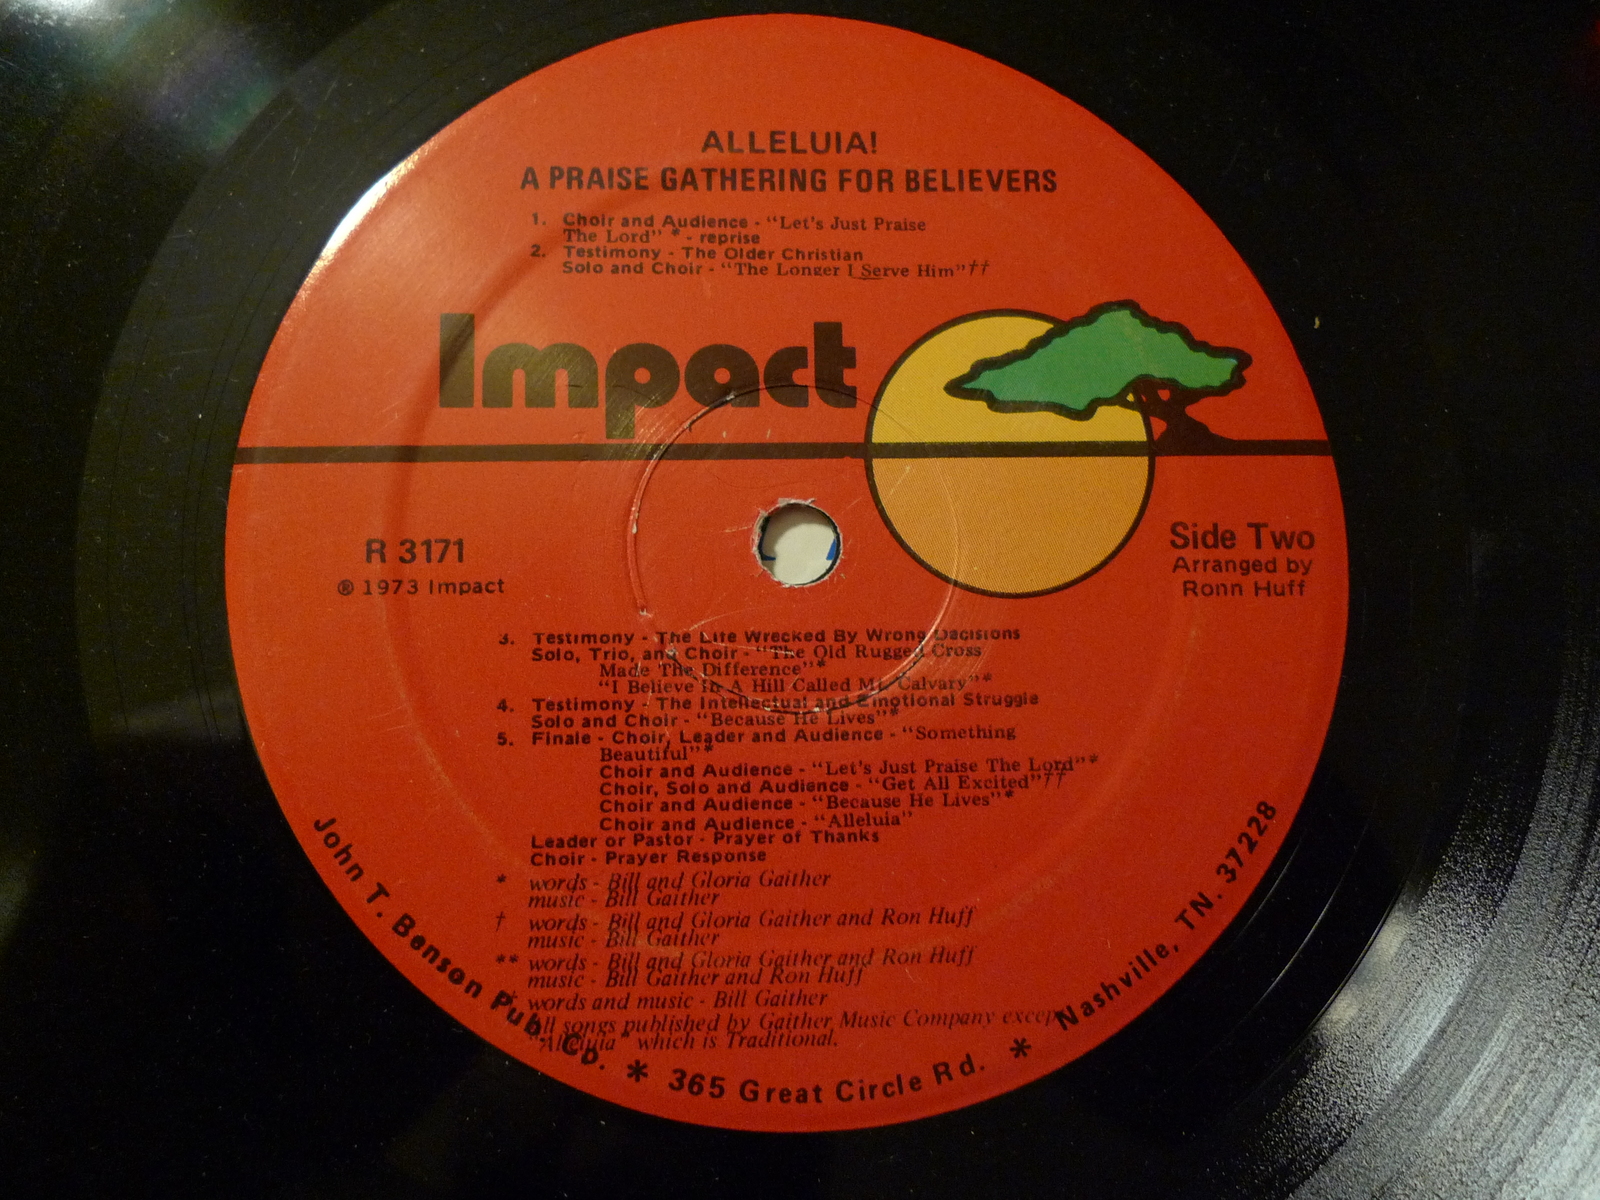 ALLELUIA!
A PRAISE GATHERING FOR BELIEVERS
1. Choir and Audience - "Let's Just Praise
The Lord" * - reprise
2. Testimony - The Older Christian
Solo and Choir - "The Longer I Serve Him"††
Impact
R 3171
℗ 1973 Impact
Side Two
Arranged by
Ronn Huff
3. Testimony - The Life Wrecked By Wrong Decisions
Solo, Trio, and Choir - "The Old Rugged Cross
Made The Difference"*
"I Believe In A Hill Called Mt. Calvary"*
4. Testimony - The Intellectual and Emotional Struggle
Solo and Choir - "Because He Lives"*
5. Finale - Choir, Leader and Audience - "Something
Beautiful"*
Choir and Audience - "Let's Just Praise The Lord"*
Choir, Solo and Audience - "Get All Excited"††
Choir and Audience - "Because He Lives"*
Choir and Audience - "Alleluia"
Leader or Pastor - Prayer of Thanks
Choir - Prayer Response
* words - Bill and Gloria Gaither
music - Bill Gaither
† words - Bill and Gloria Gaither and Ron Huff
music - Bill Gaither
** words - Bill and Gloria Gaither and Ron Huff
music - Bill Gaither and Ron Huff
words and music - Bill Gaither
All songs published by Gaither Music Company except
"Alleluia" which is Traditional.
John T. Benson Pub. Co. * 365 Great Circle Rd. * Nashville, TN. 37228